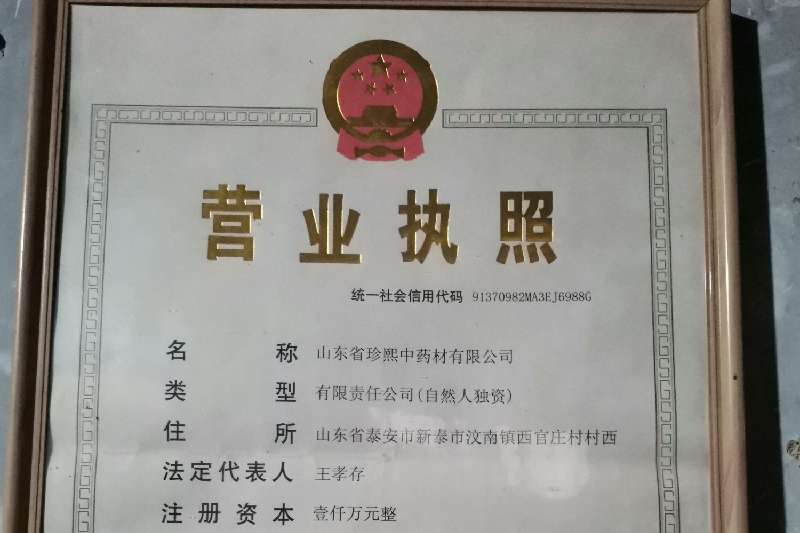 营业执照
统一社会信用代码 91370982MA3EJ6988G
名称 山东省珍熙中药材有限公司
类型 有限责任公司(自然人独资)
住所 山东省泰安市新泰市汶南镇西官庄村村西
法定代表人 王孝存
注册资本 壹仟万元整